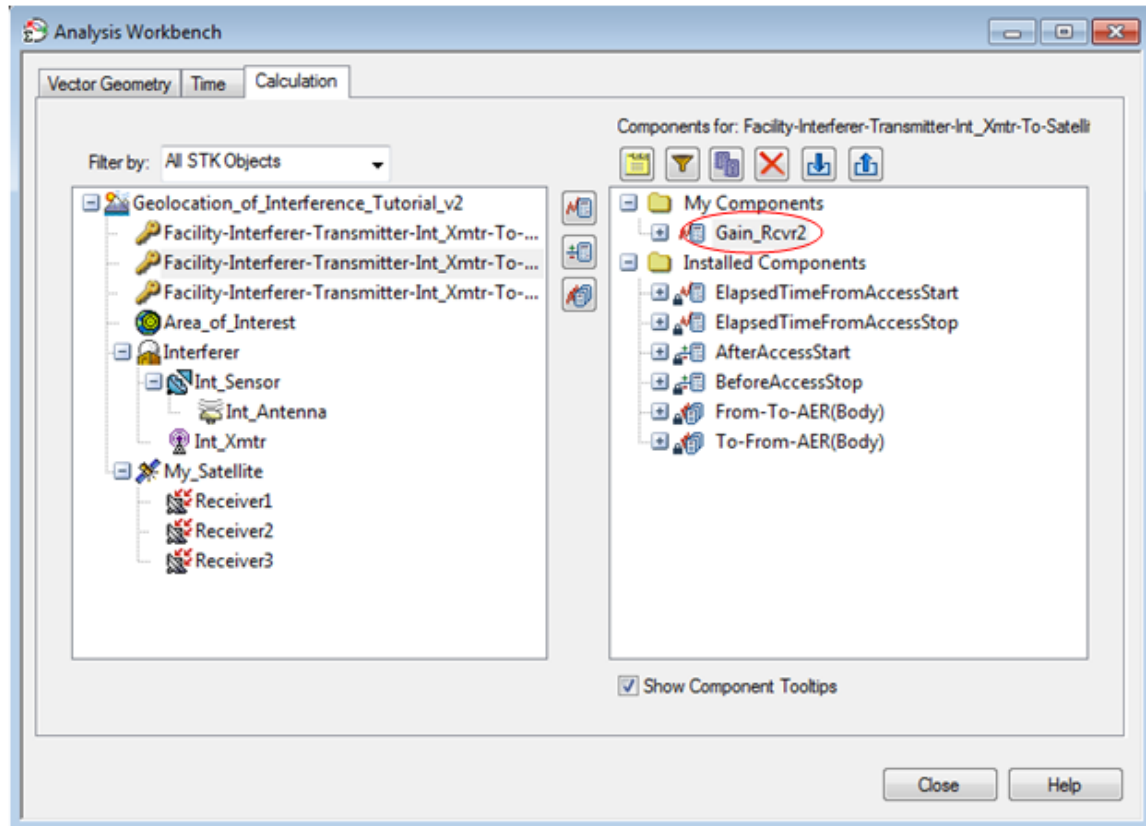 Analysis Workbench
Vector Geometry Time Calculation
Components for: Facility-Interferer-Transmitter-Int_Xmtr-To-Satelli
Filter by: All STK Objects
Geolocation_of_Interference_Tutorial_v2
Facility-Interferer-Transmitter-Int_Xmtr-To-...
Facility-Interferer-Transmitter-Int_Xmtr-To-...
Facility-Interferer-Transmitter-Int_Xmtr-To-...
Area_of_Interest
Interferer
Int_Sensor
Int_Antenna
Int_Xmtr
My_Satellite
Receiver1
Receiver2
Receiver3
My Components
Gain_Rcvr2
Installed Components
ElapsedTimeFromAccessStart
ElapsedTimeFromAccessStop
AfterAccessStart
BeforeAccessStop
From-To-AER(Body)
To-From-AER(Body)
Show Component Tooltips
Close Help